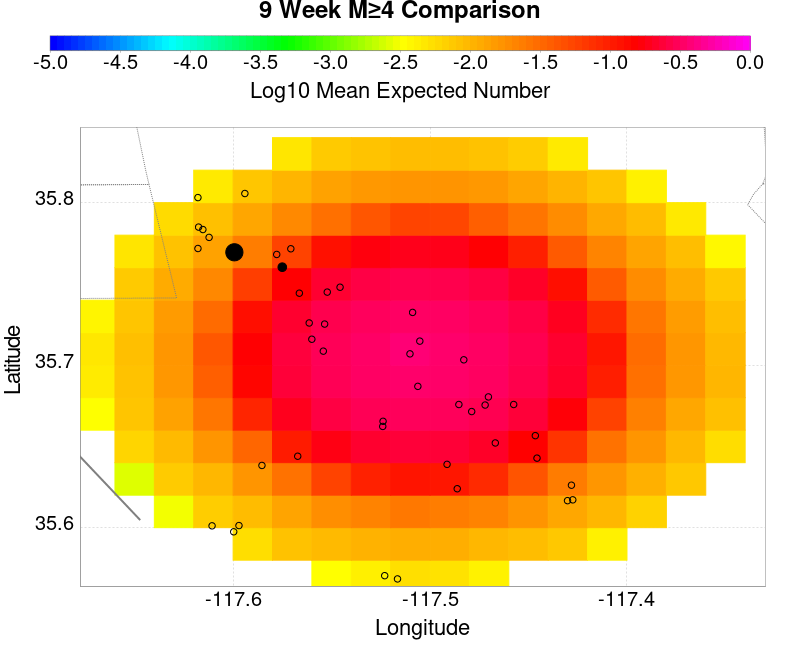 9 Week M≥4 Comparison
-5.0 -4.5 -4.0 -3.5 -3.0 -2.5 -2.0 -1.5 -1.0 -0.5 0.0
Log10 Mean Expected Number
35.8
35.7
35.6
Latitude
-117.6 -117.5 -117.4
Longitude